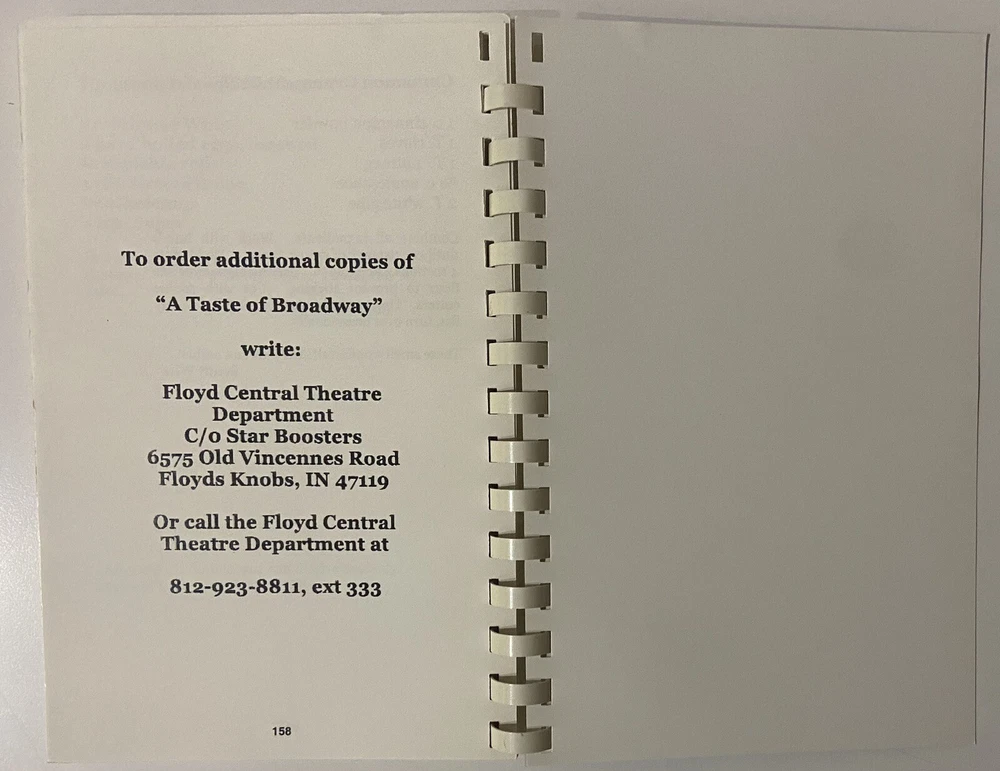 To order additional copies of
“A Taste of Broadway”
write:
Floyd Central Theatre
Department
C/o Star Boosters
6575 Old Vincennes Road
Floyds Knobs, IN 47119
Or call the Floyd Central
Theatre Department at
812-923-8811, ext 333
158